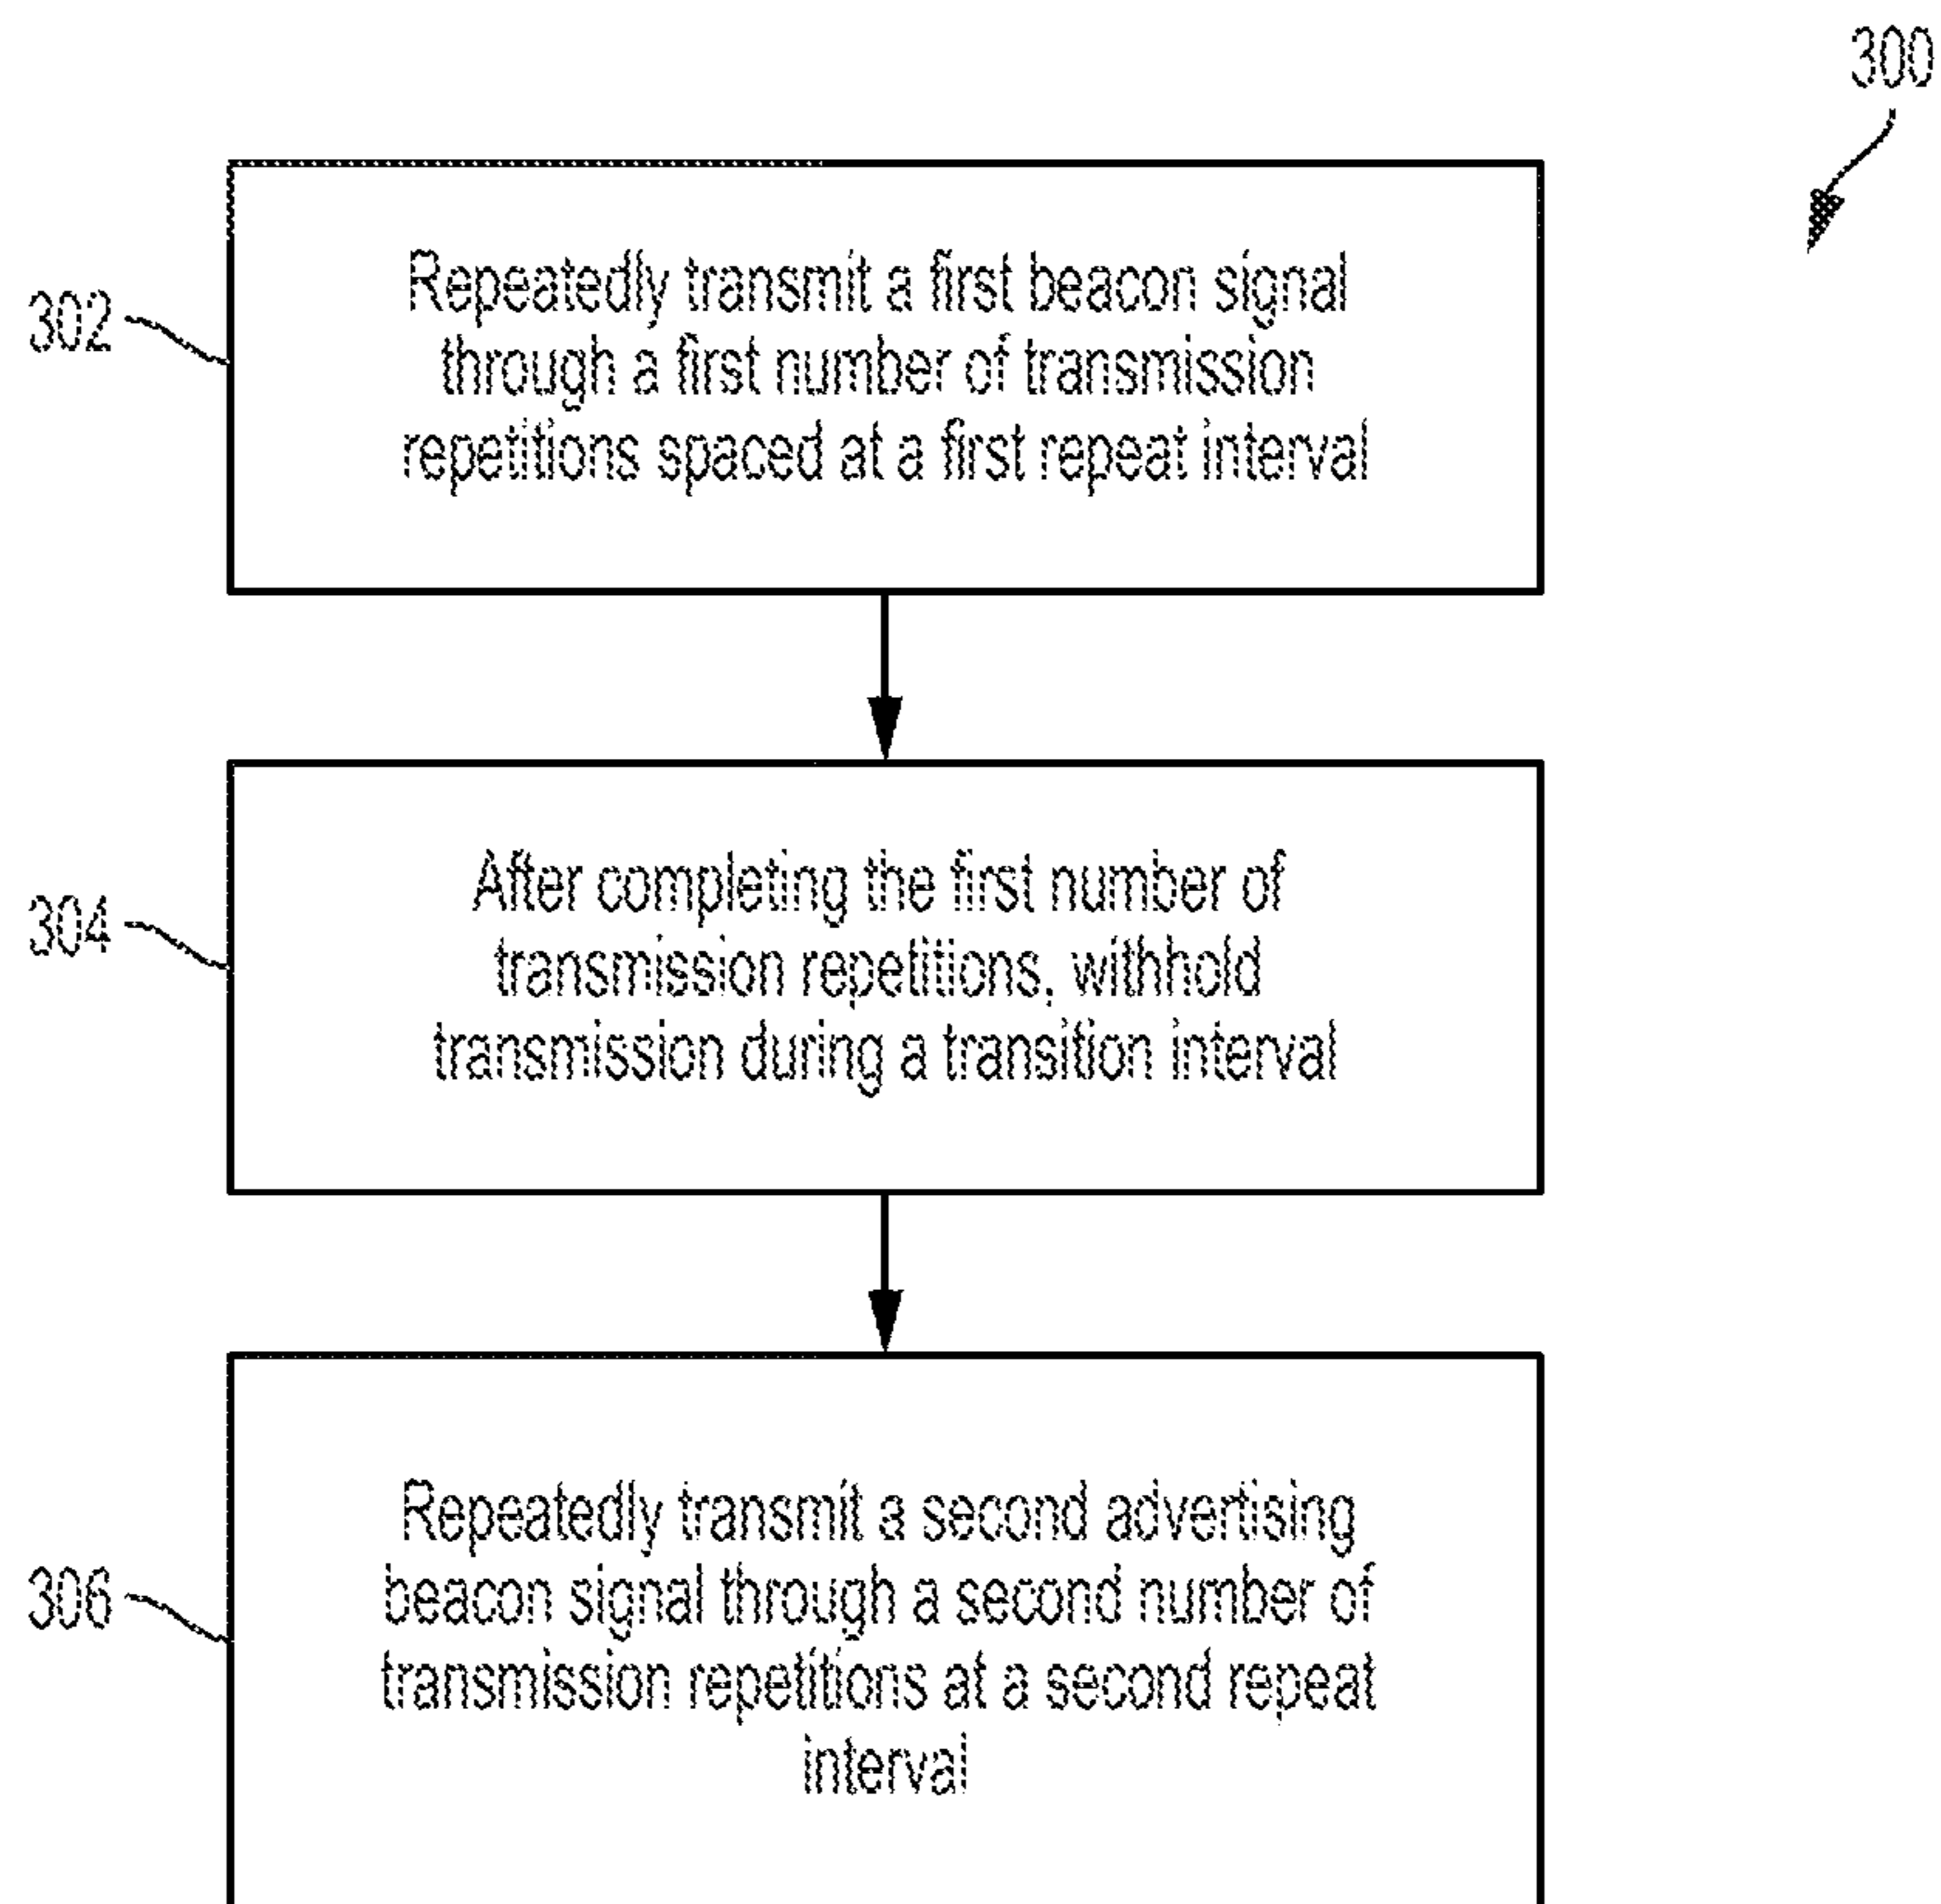 300
302
Repeatedly transmit a first beacon signal
through a first number of transmission
repetitions spaced at a first repeat interval
304
After completing the first number of
transmission repetitions, withhold
transmission during a transition interval
306
Repeatedly transmit a second advertising
beacon signal through a second number of
transmission repetitions at a second repeat
interval